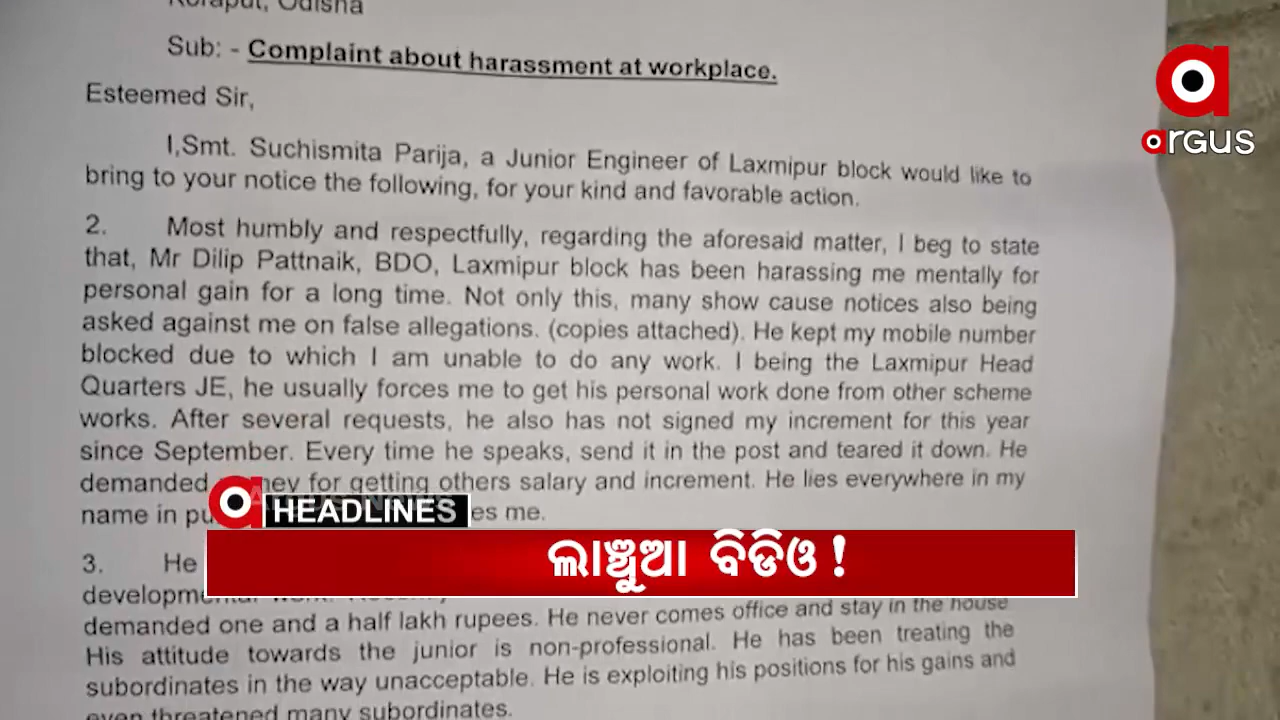 Koraput, Odisha
Sub: - Complaint about harassment at workplace.
Esteemed Sir,
I,Smt. Suchismita Parija, a Junior Engineer of Laxmipur block would like to
bring to your notice the following, for your kind and favorable action.
2. Most humbly and respectfully, regarding the aforesaid matter, I beg to state
that, Mr Dilip Pattnaik, BDO, Laxmipur block has been harassing me mentally for
personal gain for a long time. Not only this, many show cause notices also being
asked against me on false allegations. (copies attached). He kept my mobile number
blocked due to which I am unable to do any work. I being the Laxmipur Head
Quarters JE, he usually forces me to get his personal work done from other scheme
works. After several requests, he also has not signed my increment for this year
since September. Every time he speaks, send it in the post and teared it down. He
demanded for getting others salary and increment. He lies everywhere in my
name in me.
3. He
demanded one and a half lakh rupees. He never comes office and stay in the house
His attitude towards the junior is non-professional. He has been treating the
subordinates in the way unacceptable. He is exploiting his positions for his gains and
even threatened many subordinates.
argus
HEADLINES
ଲାଞ୍ଚୁଆ ବିଡିଓ!